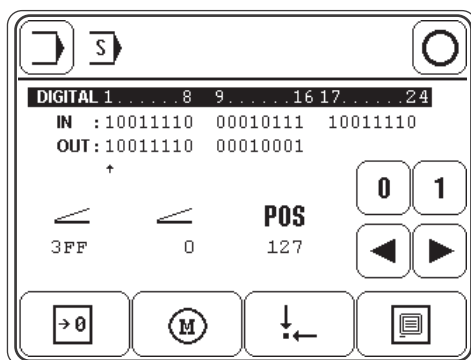 S
DIGITAL 1......8 9......16 17......24
IN :10011110 00010111 10011110
OUT:10011110 00010001
↑
0 1
POS
3FF 0 127
→0 M